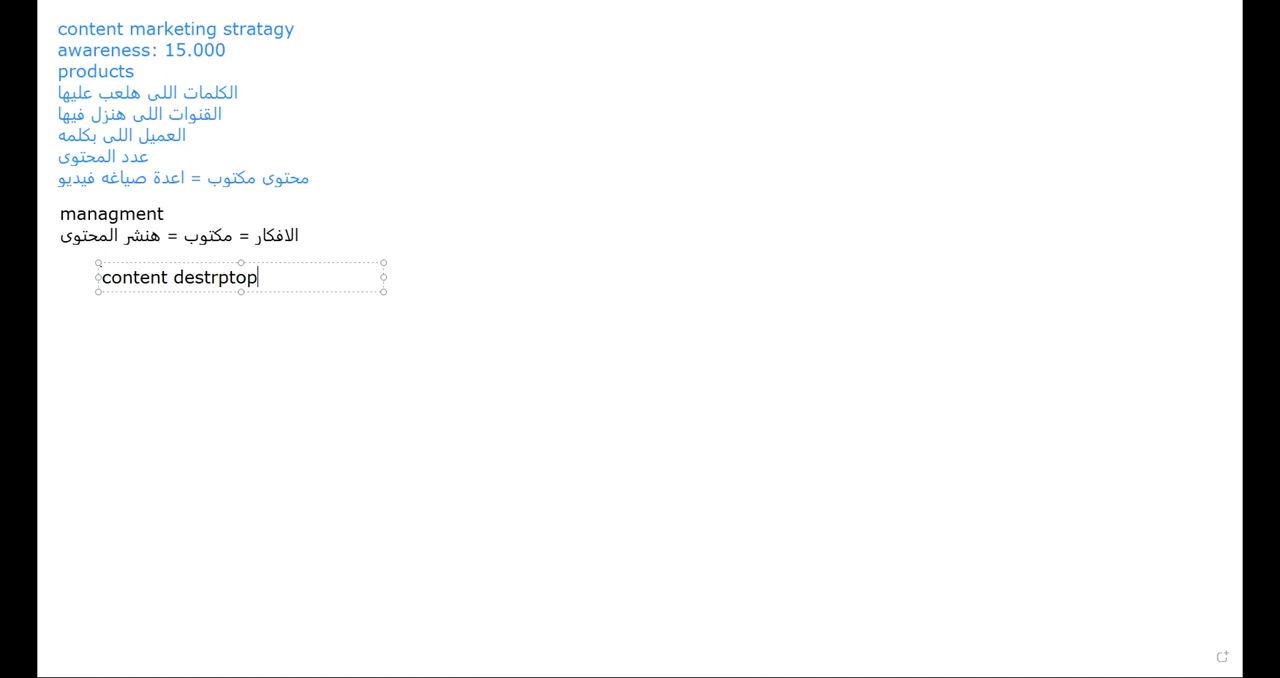 content marketing stratagy
awareness: 15.000
products
الكلمات اللى هلعب عليها
القنوات اللى هنزل فيها
العميل اللى بكلمه
عدد المحتوى
محتوى مكتوب = اعدة صياغه فيديو
managment
الافكار = مكتوب = هنشر المحتوى
content destrptop